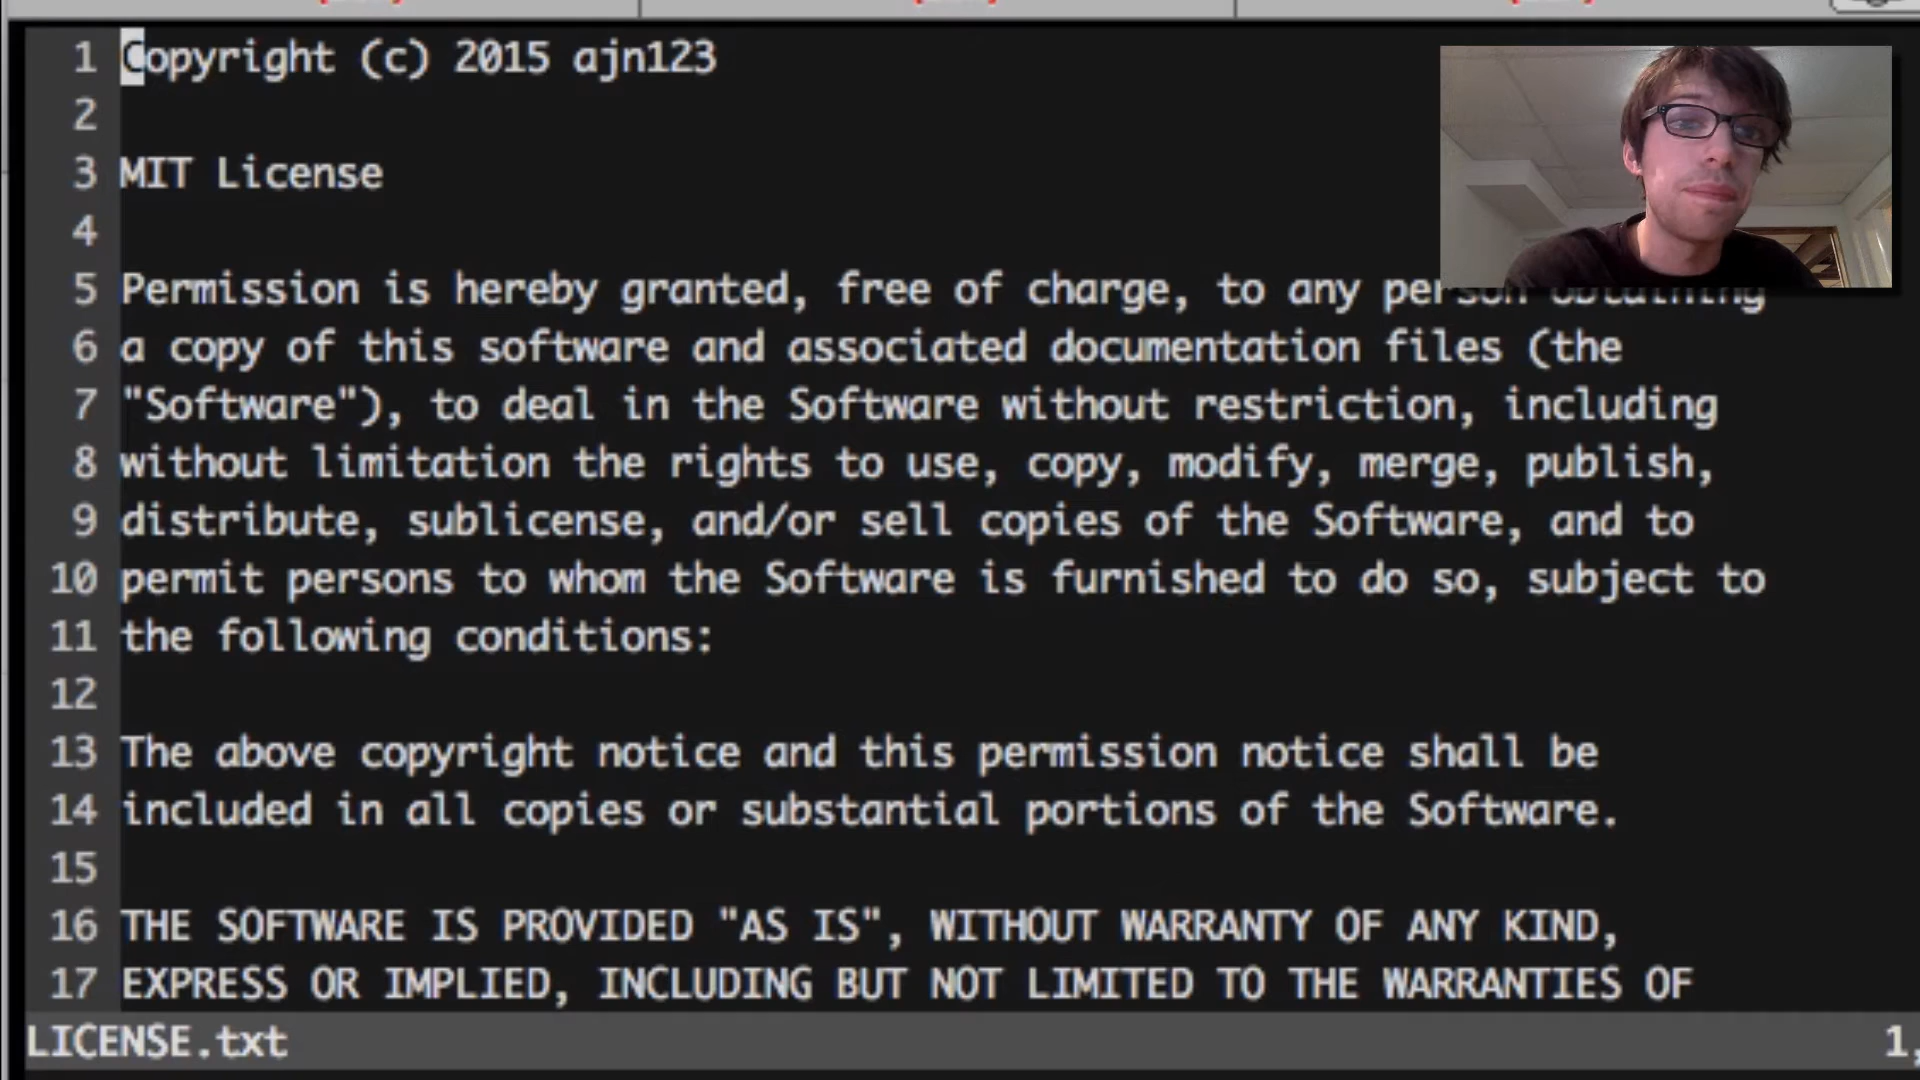 1 Copyright (c) 2015 ajn123
2
3 MIT License
4
5 Permission is hereby granted, free of charge, to any person obtaining
6 a copy of this software and associated documentation files (the
7 "Software"), to deal in the Software without restriction, including
8 without limitation the rights to use, copy, modify, merge, publish,
9 distribute, sublicense, and/or sell copies of the Software, and to
10 permit persons to whom the Software is furnished to do so, subject to
11 the following conditions:
12
13 The above copyright notice and this permission notice shall be
14 included in all copies or substantial portions of the Software.
15
16 THE SOFTWARE IS PROVIDED "AS IS", WITHOUT WARRANTY OF ANY KIND,
17 EXPRESS OR IMPLIED, INCLUDING BUT NOT LIMITED TO THE WARRANTIES OF
LICENSE.txt 1,